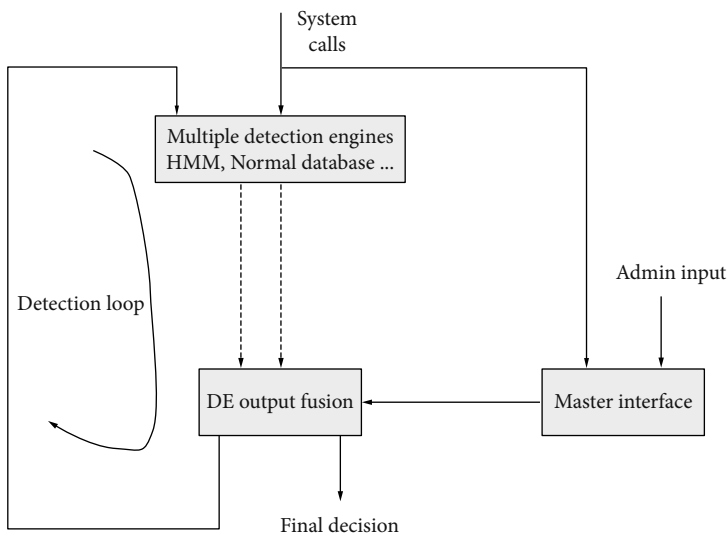 System
calls
Multiple detection engines
HMM, Normal database ...
Admin input
Detection loop
DE output fusion
Master interface
Final decision